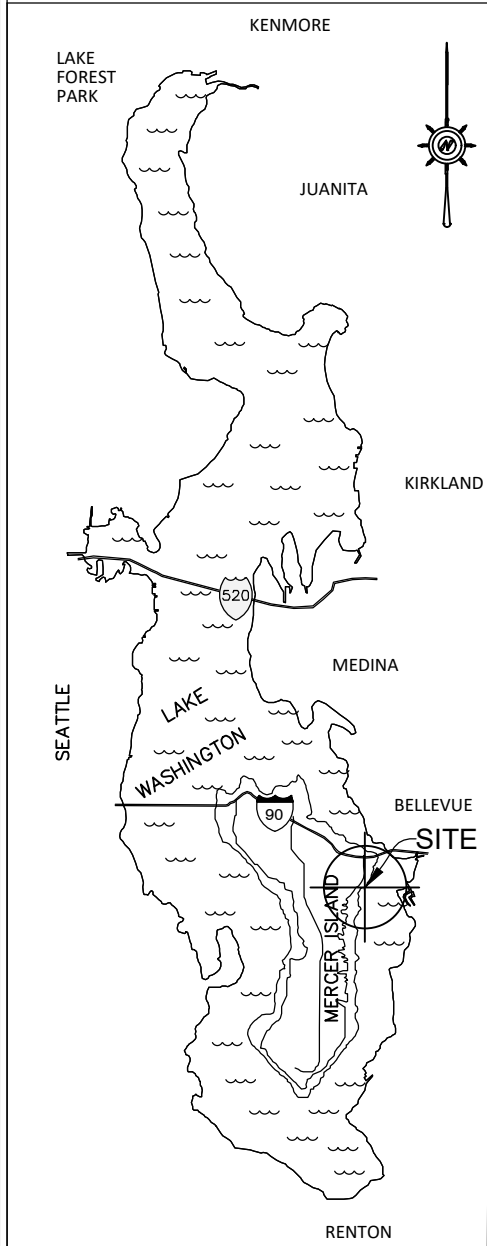 KENMORE
LAKE
FOREST
PARK
N
JUANITA
KIRKLAND
520
MEDINA
SEATTLE
LAKE
WASHINGTON
90
BELLEVUE
SITE
MERCER ISLAND
RENTON